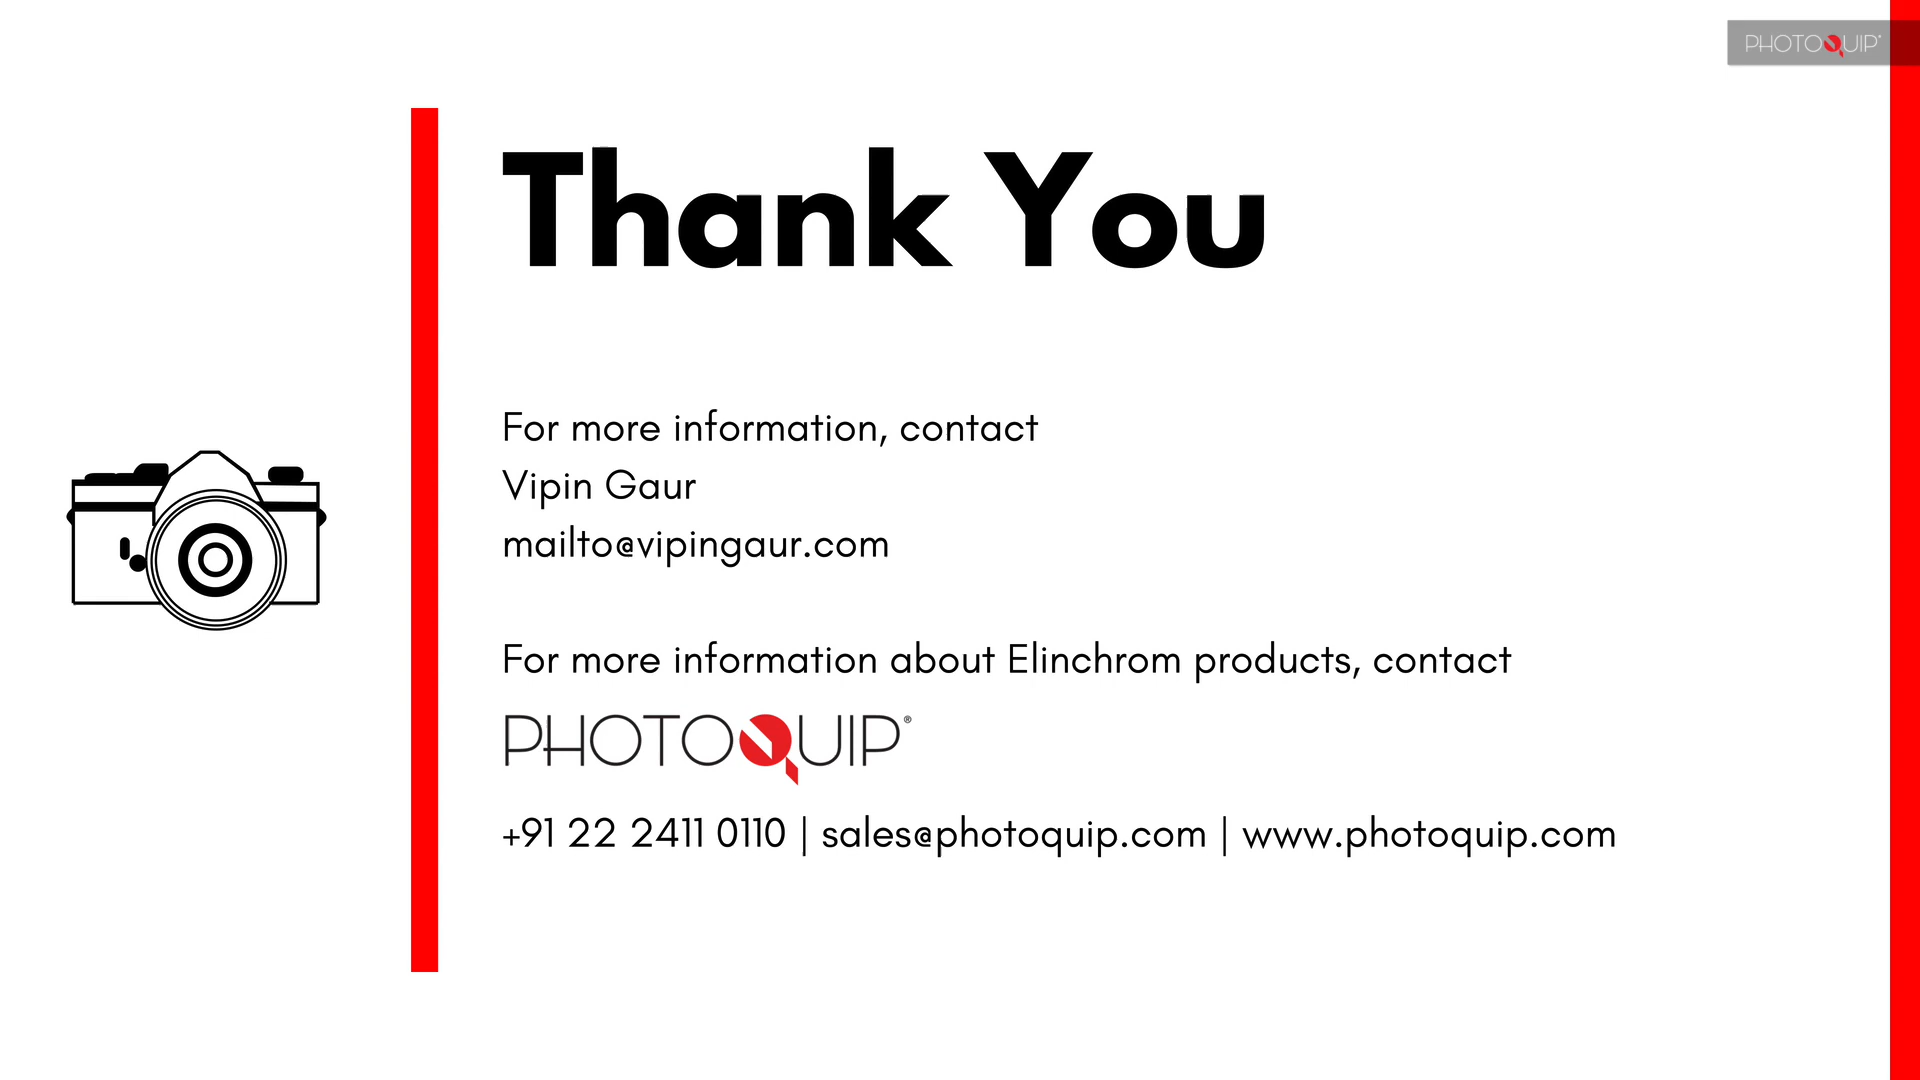 PHOTOQUIP®
Thank You
For more information, contact
Vipin Gaur
mailto@vipingaur.com
For more information about Elinchrom products, contact
PHOTOQUIP®
+91 22 2411 0110 | sales@photoquip.com | www.photoquip.com